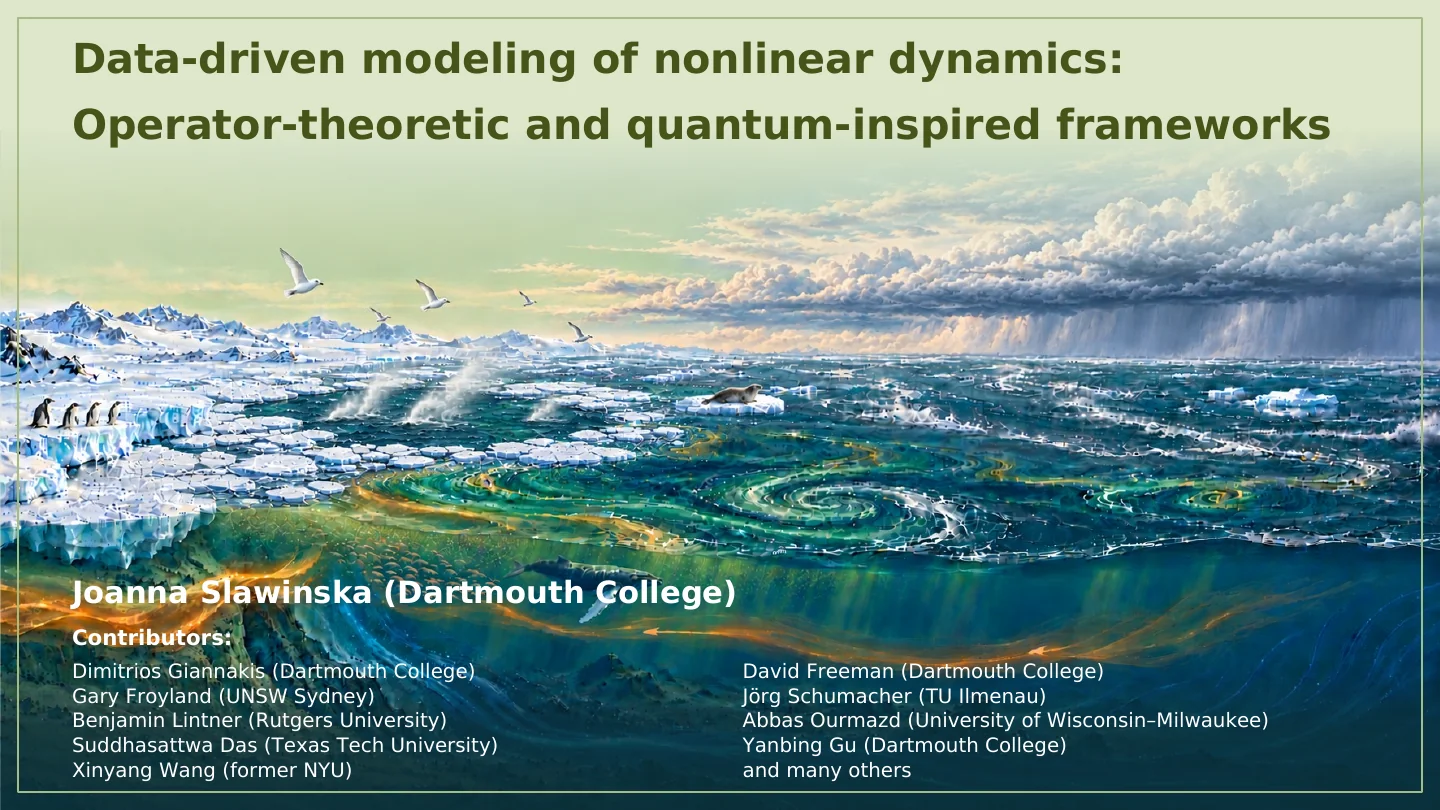 Data-driven modeling of nonlinear dynamics:
Operator-theoretic and quantum-inspired frameworks
Joanna Slawinska (Dartmouth College)
Contributors:
Dimitrios Giannakis (Dartmouth College)
Gary Froyland (UNSW Sydney)
Benjamin Lintner (Rutgers University)
Suddhasattwa Das (Texas Tech University)
Xinyang Wang (former NYU)
David Freeman (Dartmouth College)
Jörg Schumacher (TU Ilmenau)
Abbas Ourmazd (University of Wisconsin–Milwaukee)
Yanbing Gu (Dartmouth College)
and many others